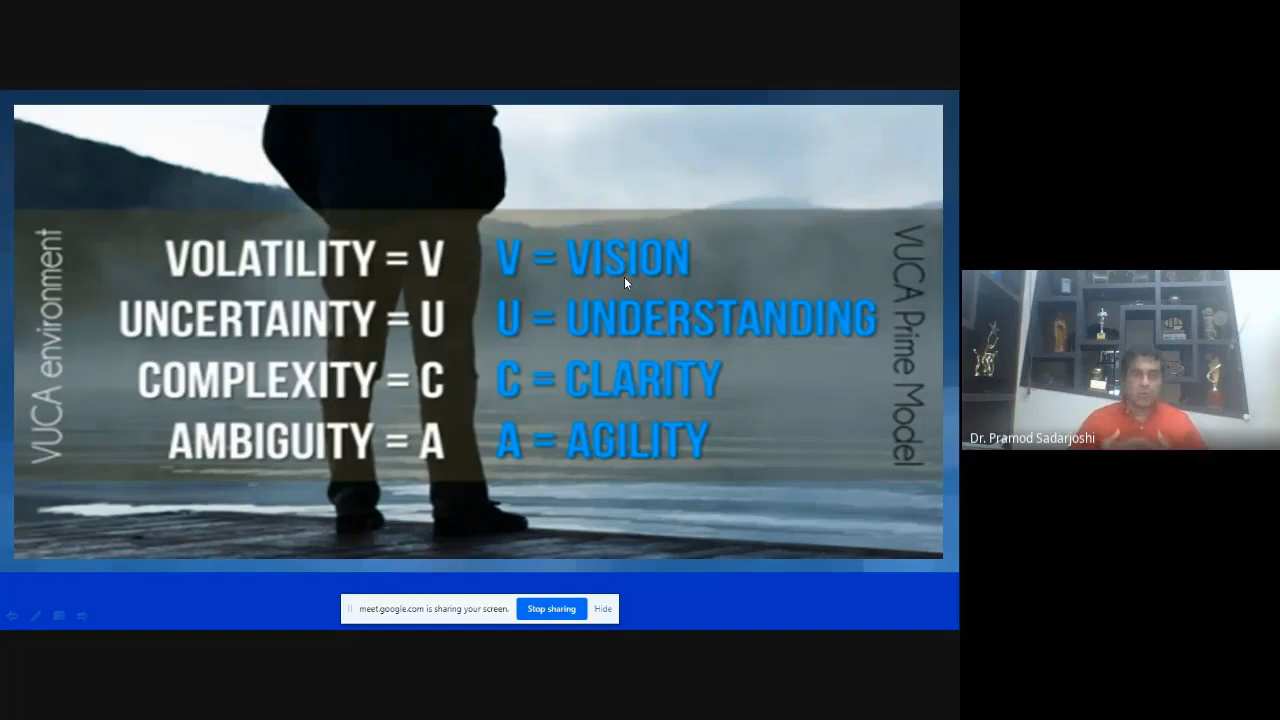 VUCA environment
VOLATILITY = V
UNCERTAINTY = U
COMPLEXITY = C
AMBIGUITY = A
V = VISION
U = UNDERSTANDING
C = CLARITY
A = AGILITY
VUCA Prime Model
Dr. Pramod Sadarjoshi
meet.google.com is sharing your screen. Stop sharing Hide